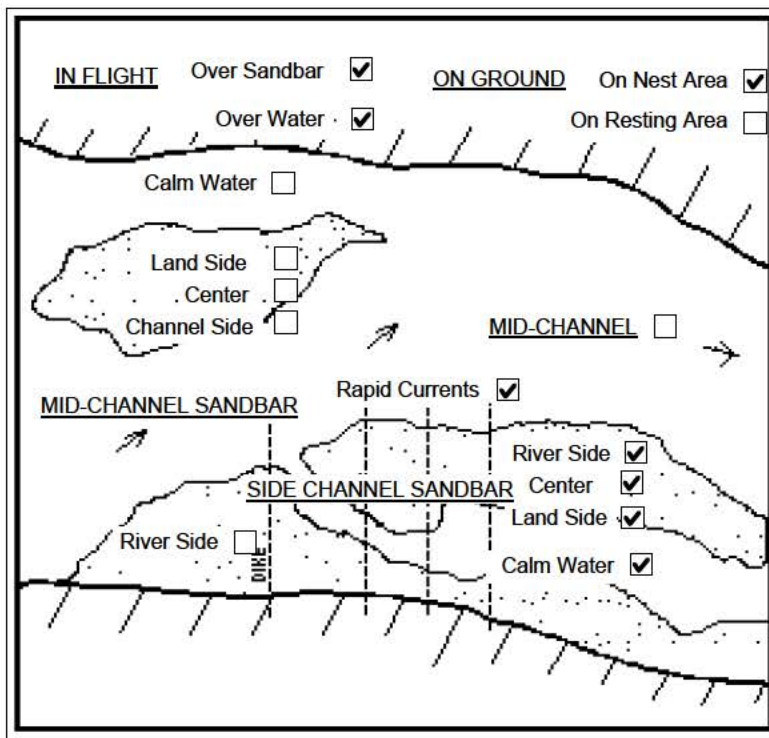 IN FLIGHT Over Sandbar ON GROUND On Nest Area
Over Water On Resting Area
Calm Water
Land Side
Center
Channel Side
MID-CHANNEL
Rapid Currents
MID-CHANNEL SANDBAR
River Side
SIDE CHANNEL SANDBAR Center
Land Side
River Side
DIKE
Calm Water